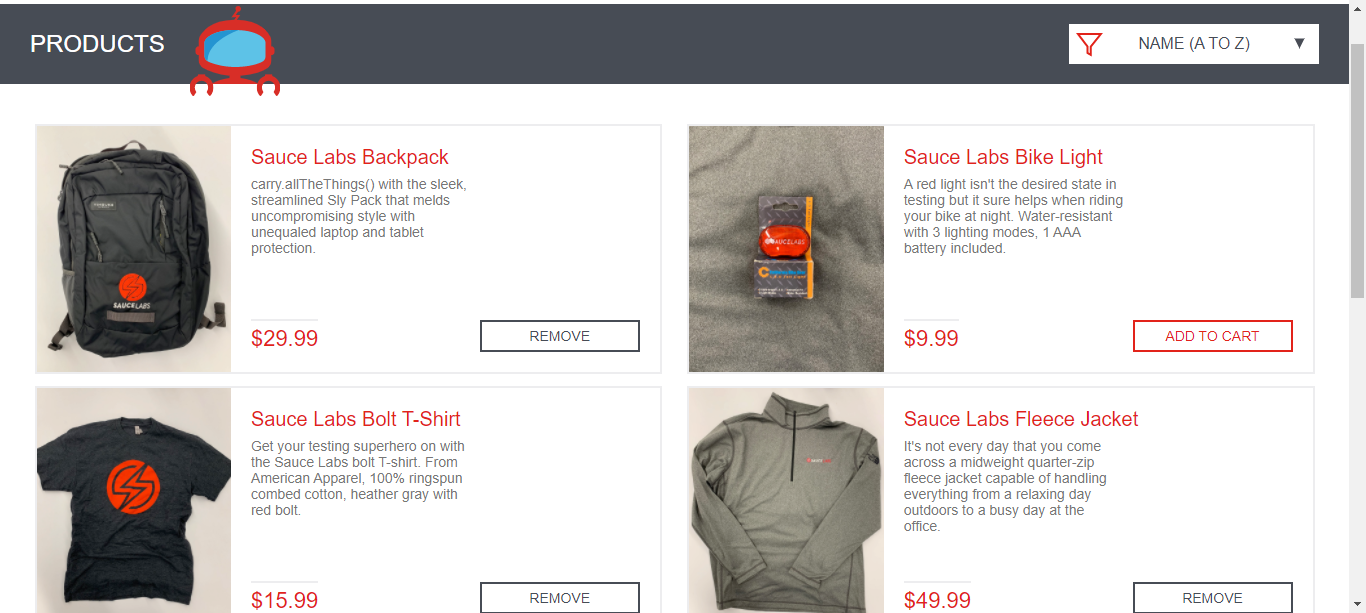 PRODUCTS
NAME (A TO Z)
Sauce Labs Backpack
carry.allTheThings() with the sleek,
streamlined Sly Pack that melds
uncompromising style with
unequaled laptop and tablet
protection.
$29.99
REMOVE
SAUCELABS
Sauce Labs Bike Light
A red light isn't the desired state in
testing but it sure helps when riding
your bike at night. Water-resistant
with 3 lighting modes, 1 AAA
battery included.
$9.99
ADD TO CART
SAUCELABS
Sauce Labs Bolt T-Shirt
Get your testing superhero on with
the Sauce Labs bolt T-shirt. From
American Apparel, 100% ringspun
combed cotton, heather gray with
red bolt.
$15.99
REMOVE
Sauce Labs Fleece Jacket
It's not every day that you come
across a midweight quarter-zip
fleece jacket capable of handling
everything from a relaxing day
outdoors to a busy day at the
office.
$49.99
REMOVE